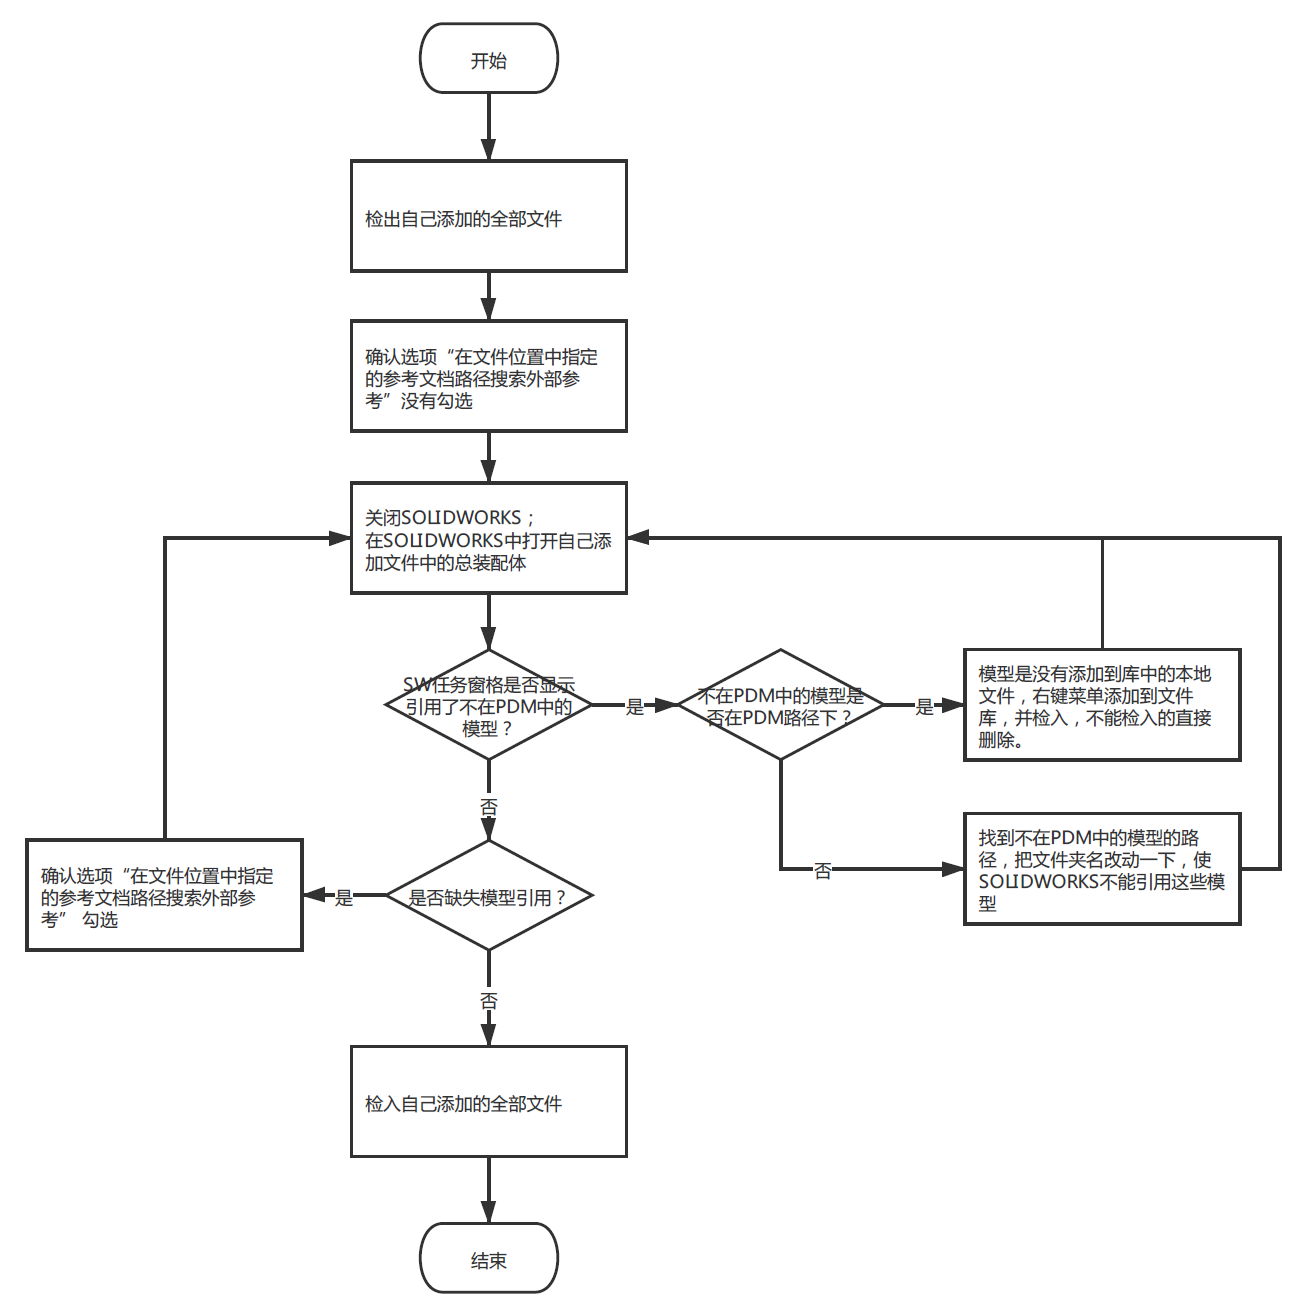 开始
检出自己添加的全部文件
确认选项“在文件位置中指定
的参考文档路径搜索外部参
考”没有勾选
关闭SOLIDWORKS；
在SOLIDWORKS中打开自己添
加文件中的总装配体
SW任务窗格是否显示
引用了不在PDM中的
模型？
是
不在PDM中的模型是
否在PDM路径下？
是
模型是没有添加到库中的本地
文件，右键菜单添加到文件
库，并检入，不能检入的直接
删除。
否
否
找到不在PDM中的模型的路
径，把文件夹名改动一下，使
SOLIDWORKS不能引用这些模
型
是否缺失模型引用？
是
确认选项“在文件位置中指定
的参考文档路径搜索外部参
考” 勾选
否
检入自己添加的全部文件
结束